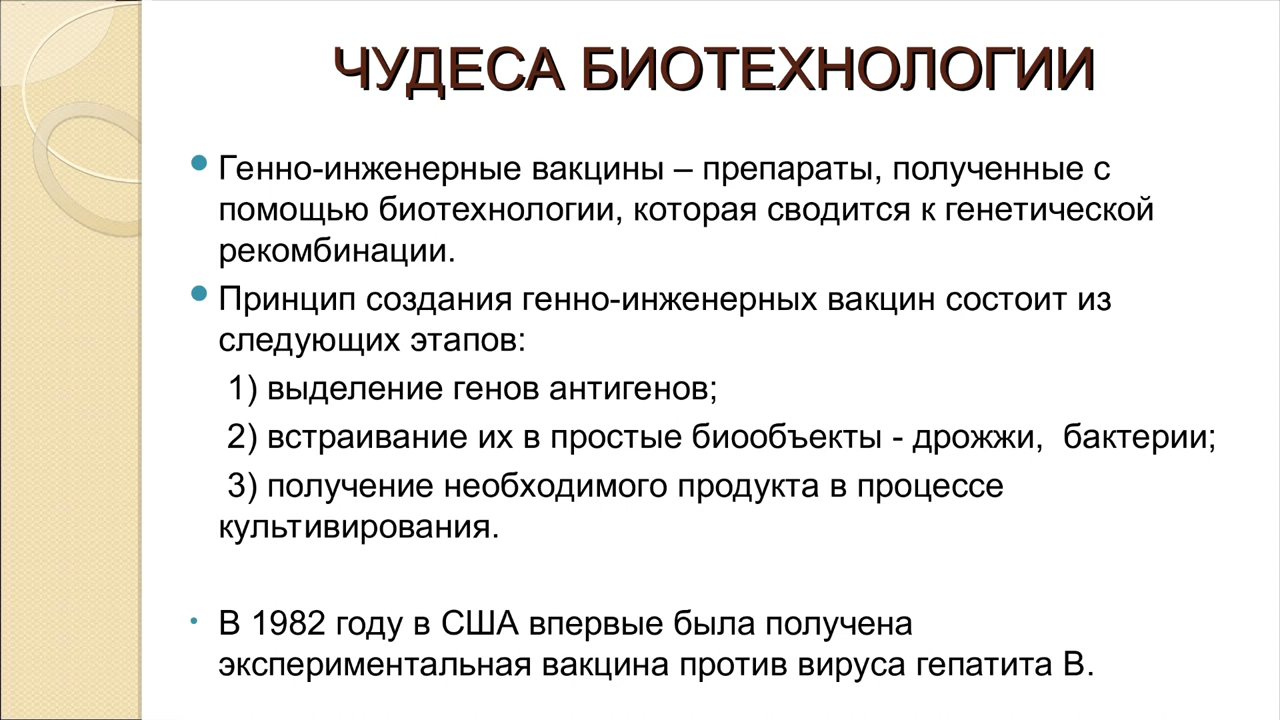 ЧУДЕСА БИОТЕХНОЛОГИИ
Генно-инженерные вакцины – препараты, полученные с
помощью биотехнологии, которая сводится к генетической
рекомбинации.
Принцип создания генно-инженерных вакцин состоит из
следующих этапов:
1) выделение генов антигенов;
2) встраивание их в простые биообъекты - дрожжи, бактерии;
3) получение необходимого продукта в процессе
культивирования.
В 1982 году в США впервые была получена
экспериментальная вакцина против вируса гепатита В.